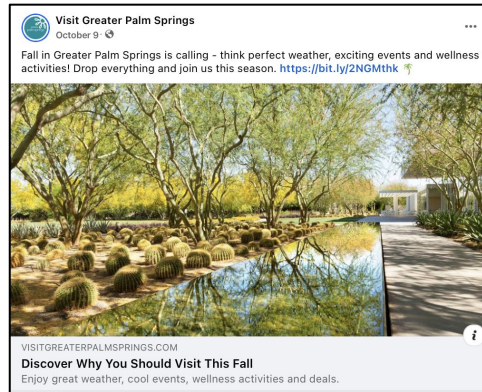 Visit Greater Palm Springs
October 9 ·
Fall in Greater Palm Springs is calling - think perfect weather, exciting events and wellness
activities! Drop everything and join us this season. https://bit.ly/2NGMthk 🌴
VISITGREATERPALMSPRINGS.COM
Discover Why You Should Visit This Fall
Enjoy great weather, cool events, wellness activities and deals.